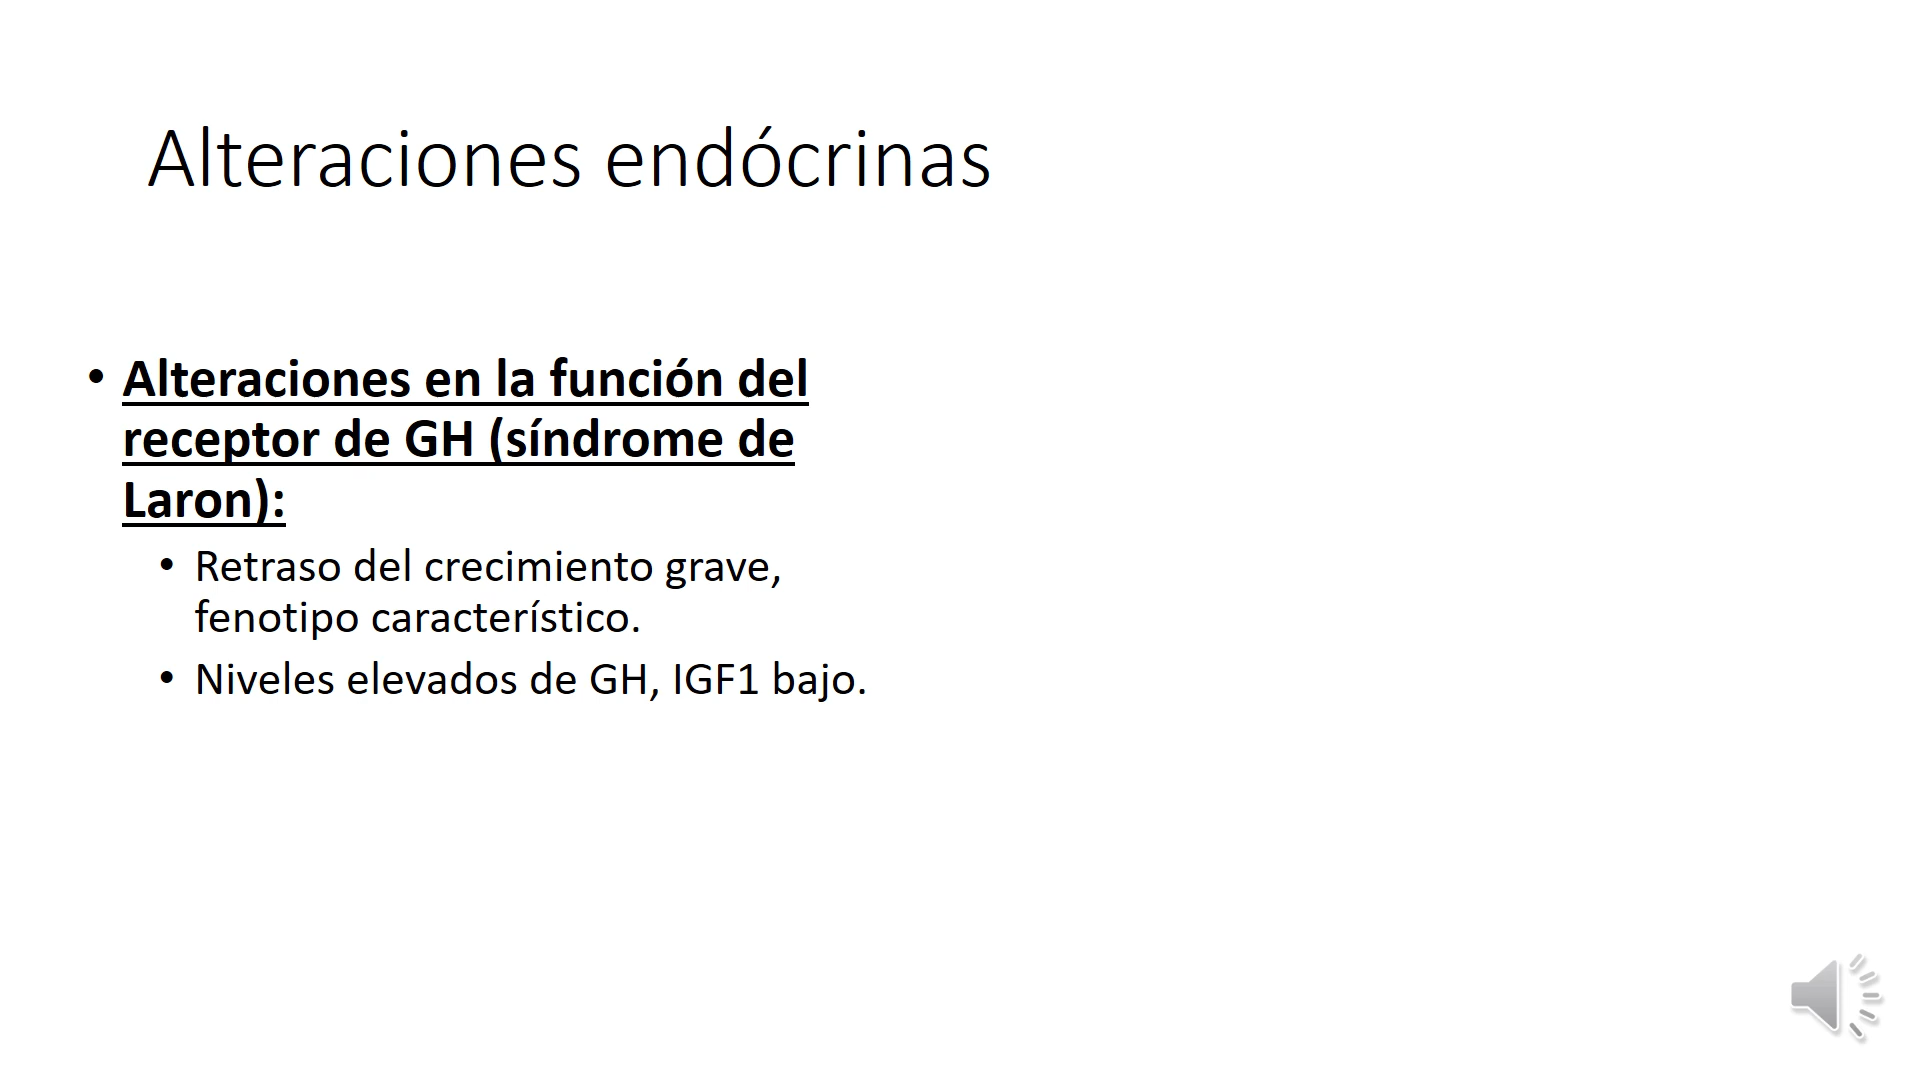 Alteraciones endócrinas
• Alteraciones en la función del
receptor de GH (síndrome de
Laron):
• Retraso del crecimiento grave,
fenotipo característico.
• Niveles elevados de GH, IGF1 bajo.